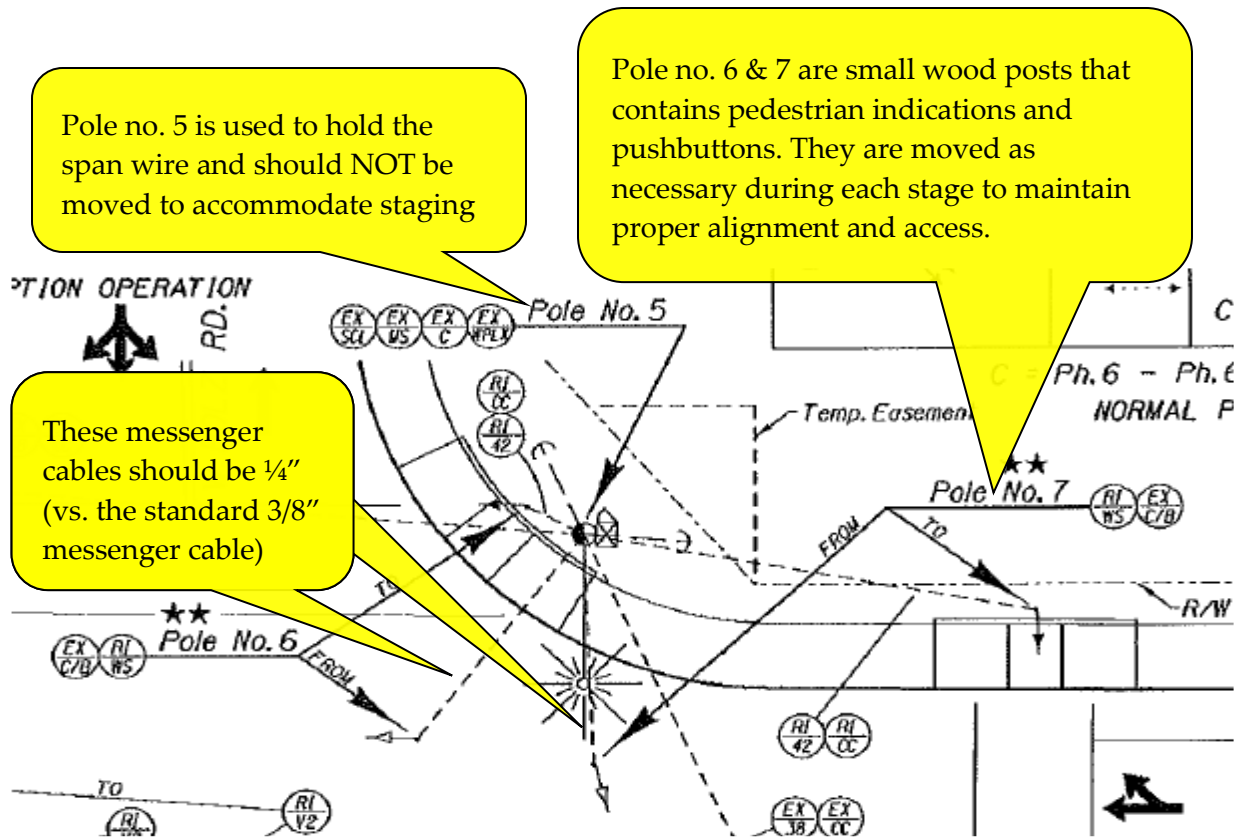 Pole no. 5 is used to hold the
span wire and should NOT be
moved to accommodate staging
Pole no. 6 & 7 are small wood posts that
contains pedestrian indications and
pushbuttons. They are moved as
necessary during each stage to maintain
proper alignment and access.
PTION OPERATION
RD.
EX
SCL
EX
WS
EX
C
EX
Pole No. 5
C
C = Ph. 6 - Ph. 6
NORMAL P
RI
CC
RI
42
Temp. Easement
These messenger
cables should be ¼”
(vs. the standard 3/8”
messenger cable)
★★
Pole No. 7
RI
WS
EX
C/B
FROM
TO
TO
R/W
★★
EX
C/B
RI
WS
Pole No. 6
FROM
RI
42
RI
CC
TO
RI
V2
RI
EX
38
EX
CC